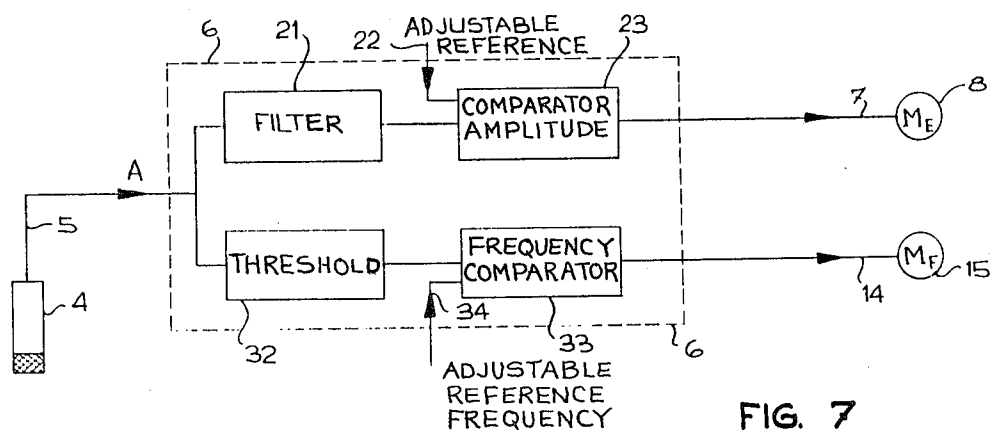 21
6
22
ADJUSTABLE
REFERENCE
23
FILTER
COMPARATOR
AMPLITUDE
7
8
M_E
A
5
4
THRESHOLD
FREQUENCY
COMPARATOR
M_F
15
14
32
34
33
6
ADJUSTABLE
REFERENCE
FREQUENCY
FIG. 7